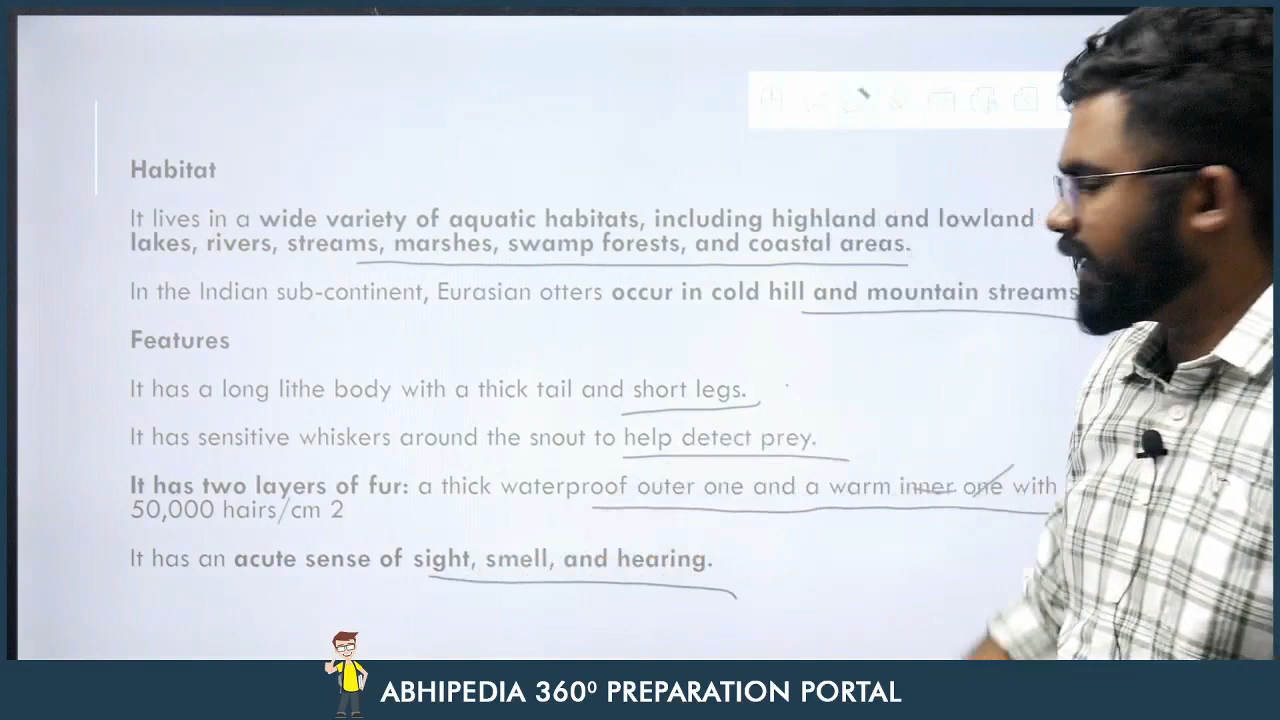 Habitat
It lives in a wide variety of aquatic habitats, including highland and lowland
lakes, rivers, streams, marshes, swamp forests, and coastal areas.
In the Indian sub-continent, Eurasian otters occur in cold hill and mountain streams
Features
It has a long lithe body with a thick tail and short legs.
It has sensitive whiskers around the snout to help detect prey.
It has two layers of fur: a thick waterproof outer one and a warm inner one with
50,000 hairs/cm 2
It has an acute sense of sight, smell, and hearing.
ABHIPEDIA 360⁰ PREPARATION PORTAL